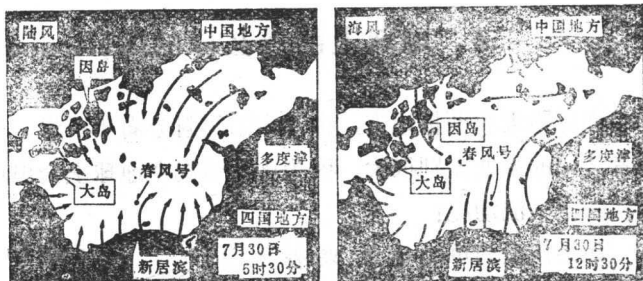 陆风
中国地方
因岛
春风号
多度津
大岛
四国地方
新居滨
7月30日
5时30分
海风
中国地方
因岛
春风号
多度津
大岛
四国地方
新居滨
7月30日
12时30分